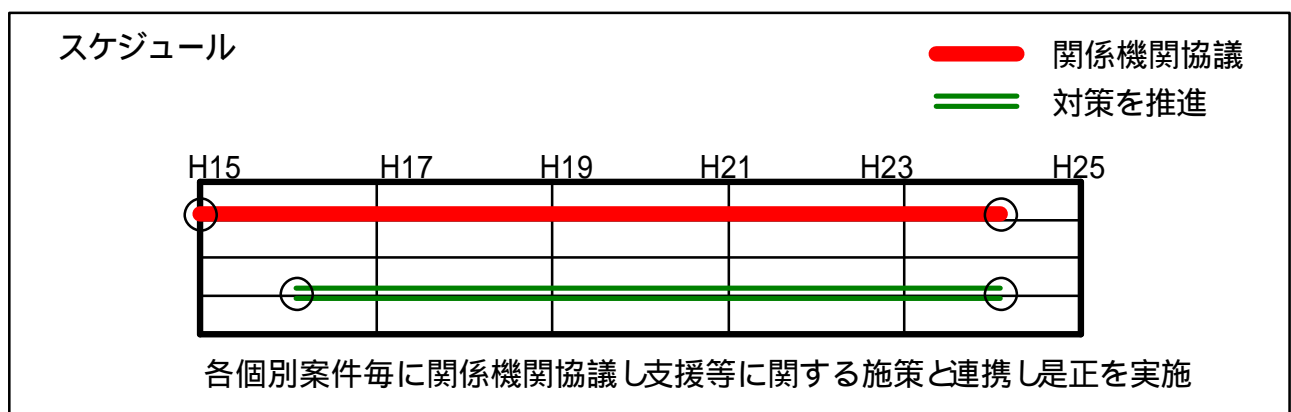 スケジュール
関係機関協議
対策を推進
H15 H17 H19 H21 H23 H25
各個別案件毎に関係機関協議し支援等に関する施策と連携し是正を実施